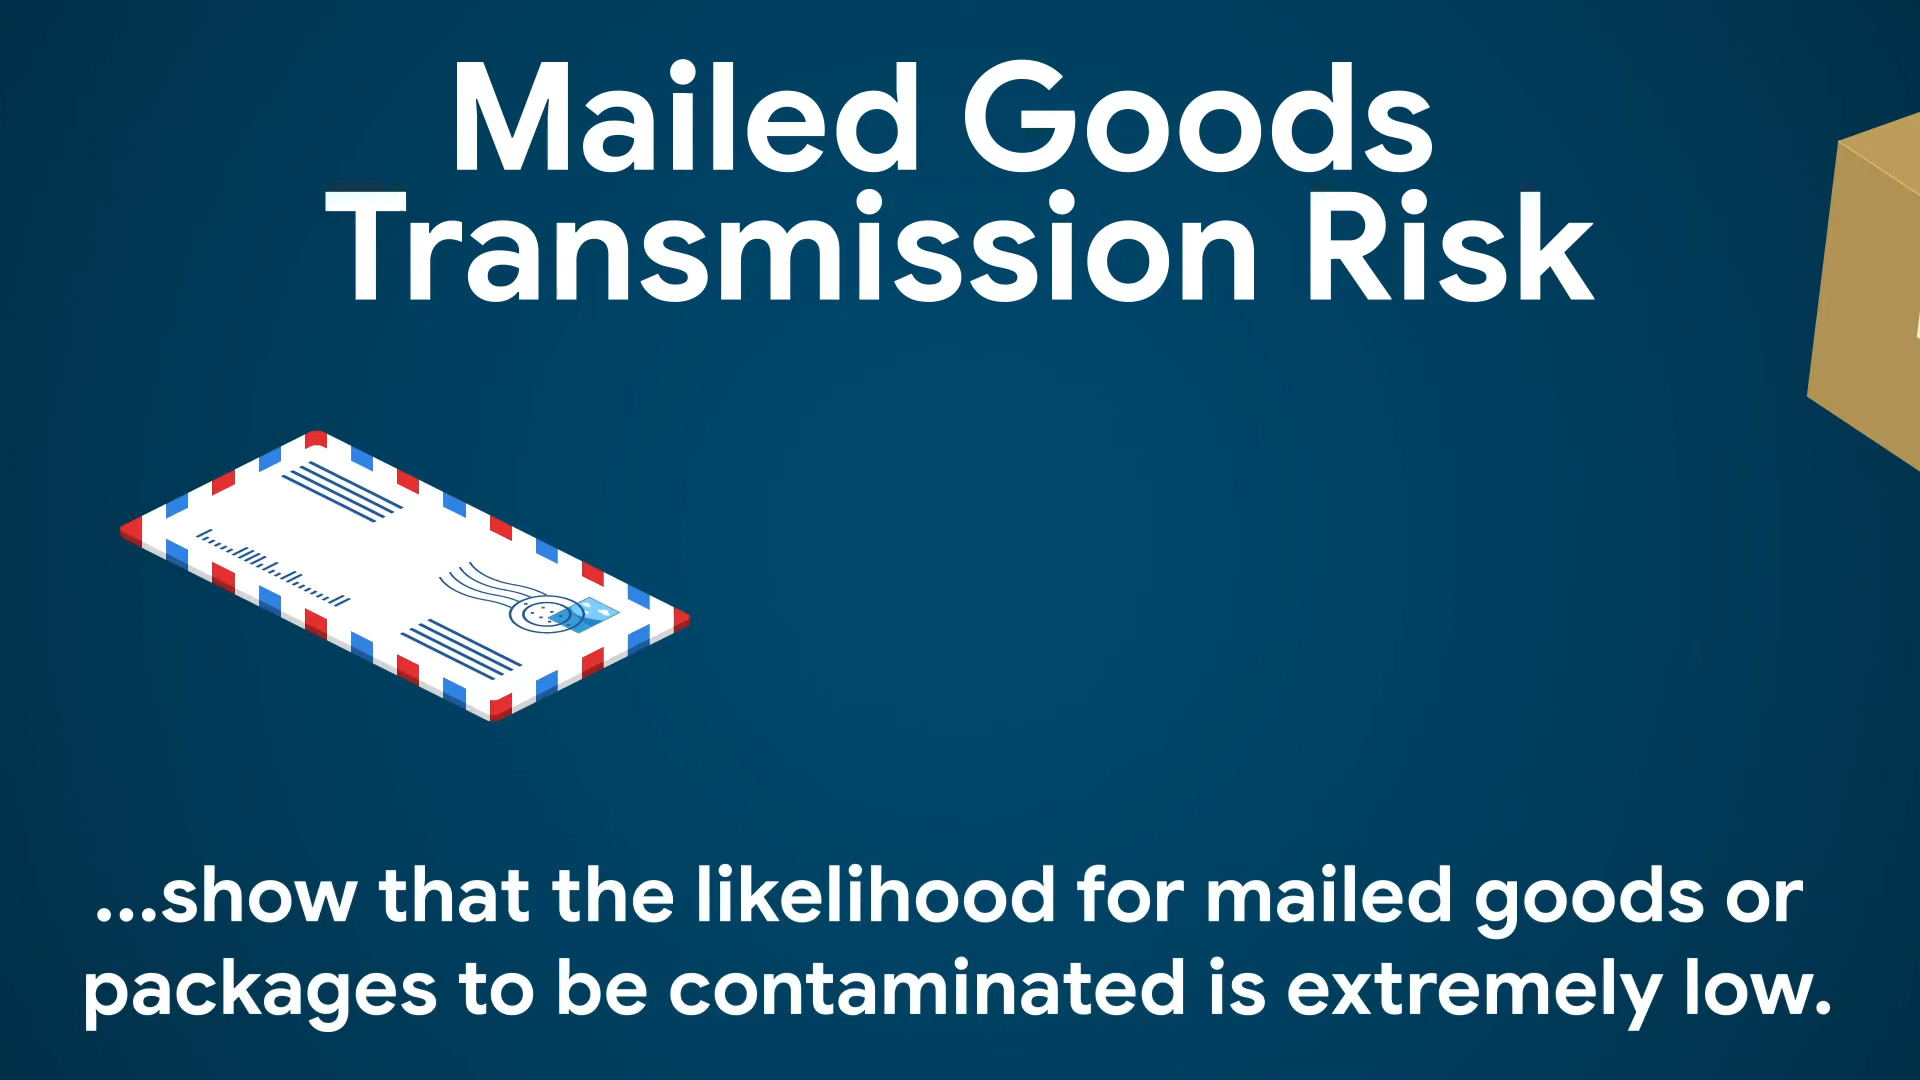 Mailed Goods
Transmission Risk
...show that the likelihood for mailed goods or
packages to be contaminated is extremely low.